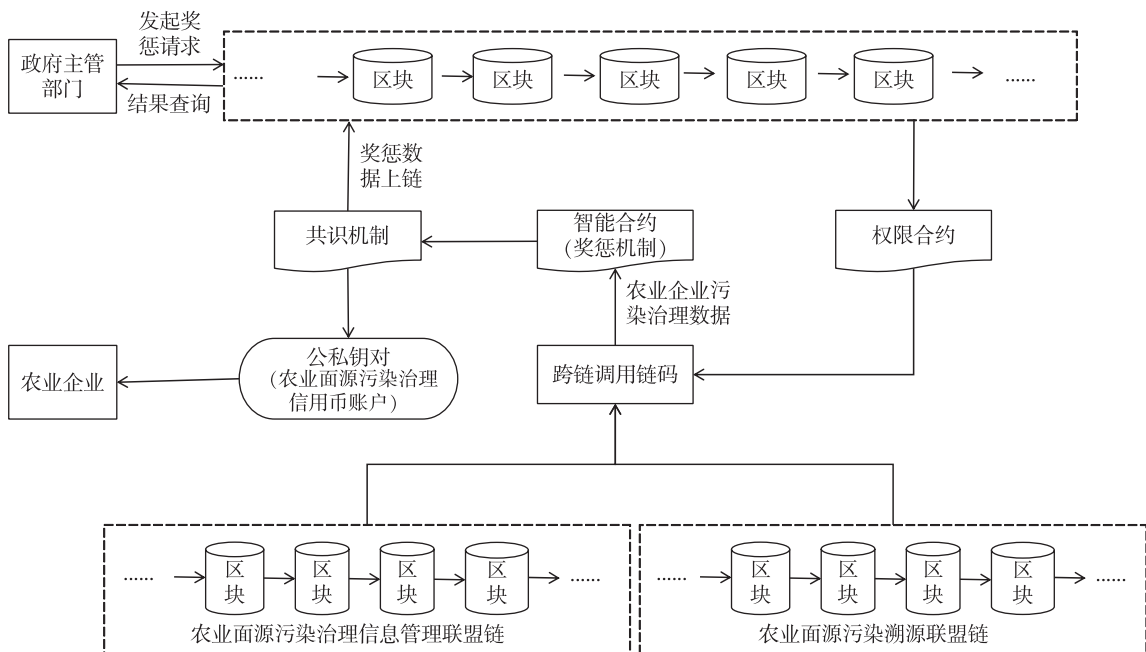 发起奖
惩请求
政府主管
部门
结果查询
…… 区块 区块 区块 区块 区块 ……
奖惩数
据上链
共识机制
智能合约
(奖惩机制)
权限合约
农业企业污
染治理数据
农业企业
公私钥对
(农业面源污染治理
信用币账户)
跨链调用链码
…… 区块 区块 区块 区块 ……
农业面源污染治理信息管理联盟链
…… 区块 区块 区块 区块 ……
农业面源污染溯源联盟链